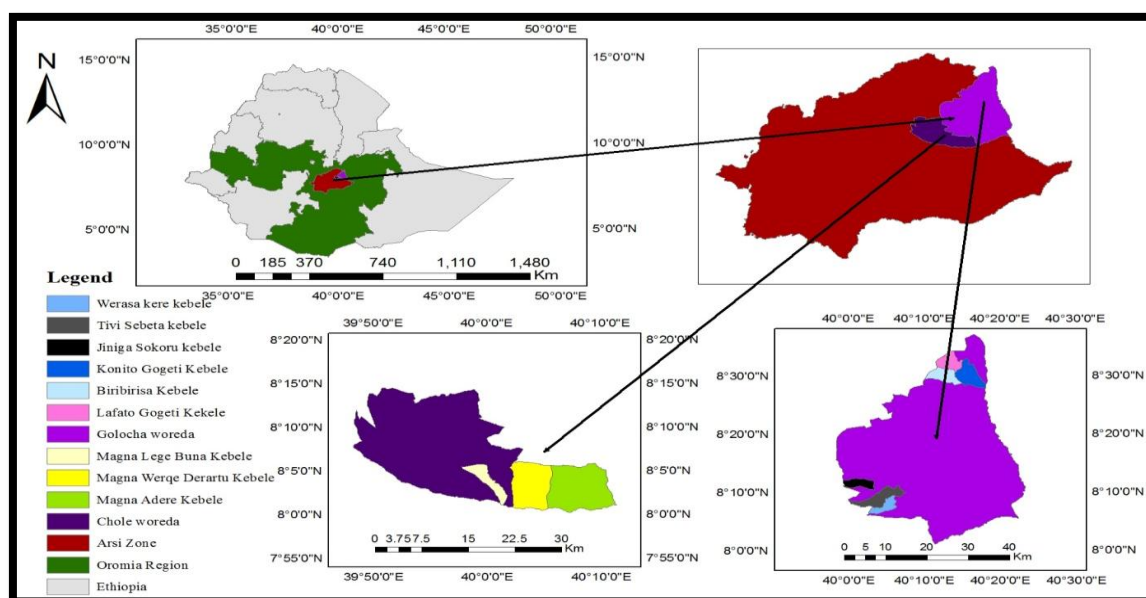 35°0'0"E 40°0'0"E 45°0'0"E 50°0'0"E
N
15°0'0"N 15°0'0"N
10°0'0"N 10°0'0"N
5°0'0"N 5°0'0"N
0 185 370 740 1,110 1,480
Km
35°0'0"E 40°0'0"E 45°0'0"E 50°0'0"E
Legend
Werasa kere kebele
Tivi Sebeta kebele
Jiniga Sokoru kebele
Konito Gogeti Kebele
Biribirisa Kebele
Lafato Gogeti Kekele
Golocha woreda
Magna Lege Buna Kebele
Magna Werqe Derartu Kebele
Magna Adere Kebele
Chole woreda
Arsi Zone
Oromia Region
Ethiopia
39°50'0"E 40°0'0"E 40°10'0"E
8°20'0"N 8°20'0"N
8°15'0"N 8°15'0"N
8°10'0"N 8°10'0"N
8°5'0"N 8°5'0"N
8°0'0"N 8°0'0"N
7°55'0"N 7°55'0"N
0 3.75 7.5 15 22.5 30
Km
39°50'0"E 40°0'0"E 40°10'0"E
40°0'0"E 40°10'0"E 40°20'0"E 40°30'0"E
8°30'0"N 8°30'0"N
8°20'0"N 8°20'0"N
8°10'0"N 8°10'0"N
8°0'0"N 8°0'0"N
0 5 10 20 30 40
Km
40°0'0"E 40°10'0"E 40°20'0"E 40°30'0"E